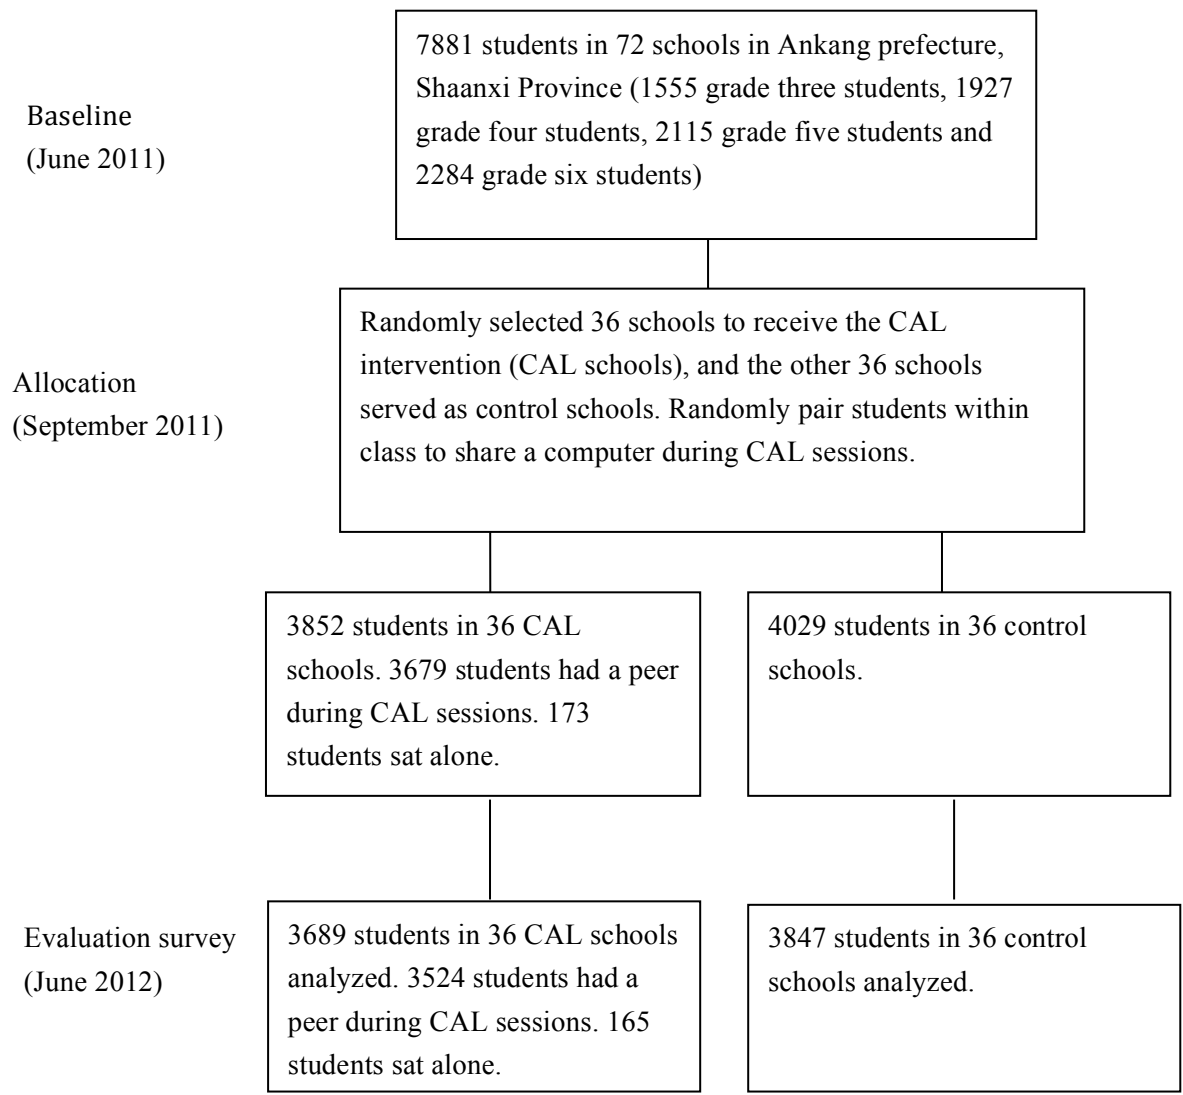 Baseline
(June 2011)
7881 students in 72 schools in Ankang prefecture,
Shaanxi Province (1555 grade three students, 1927
grade four students, 2115 grade five students and
2284 grade six students)
Allocation
(September 2011)
Randomly selected 36 schools to receive the CAL
intervention (CAL schools), and the other 36 schools
served as control schools. Randomly pair students within
class to share a computer during CAL sessions.
3852 students in 36 CAL
schools. 3679 students had a peer
during CAL sessions. 173
students sat alone.
4029 students in 36 control
schools.
Evaluation survey
(June 2012)
3689 students in 36 CAL schools
analyzed. 3524 students had a
peer during CAL sessions. 165
students sat alone.
3847 students in 36 control
schools analyzed.